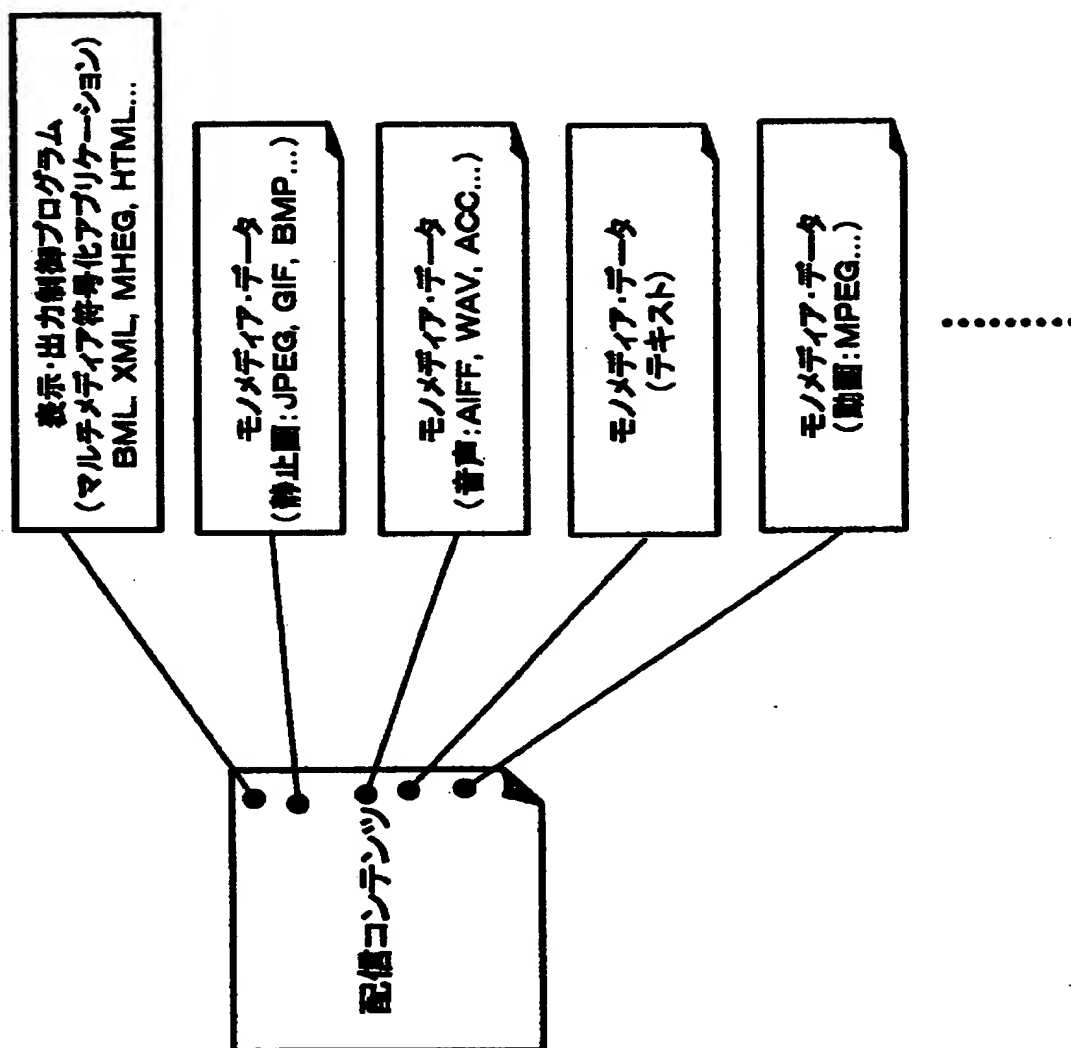 表示・出力制御プログラム
(マルチメディア符号化アプリケーション)
BML. XML, MHEG, HTML...
モノメディア・データ
(静止画:JPEG, GIF, BMP...)
モノメディア・データ
(音声:AIFF, WAV, ACC...)
モノメディア・データ
(テキスト)
モノメディア・データ
(動画:MPEG...)
配信コンテンツ